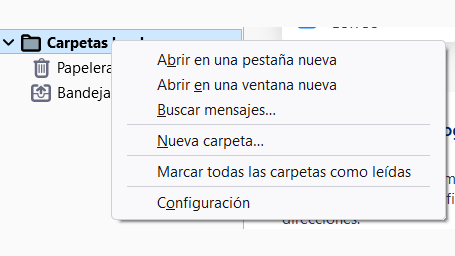 Carpetas
Abrir en una pestaña nueva
Papelera
Abrir en una ventana nueva
Bandeja
Buscar mensajes...
Nueva carpeta...
Marcar todas las carpetas como leídas
Configuración
direcciones.